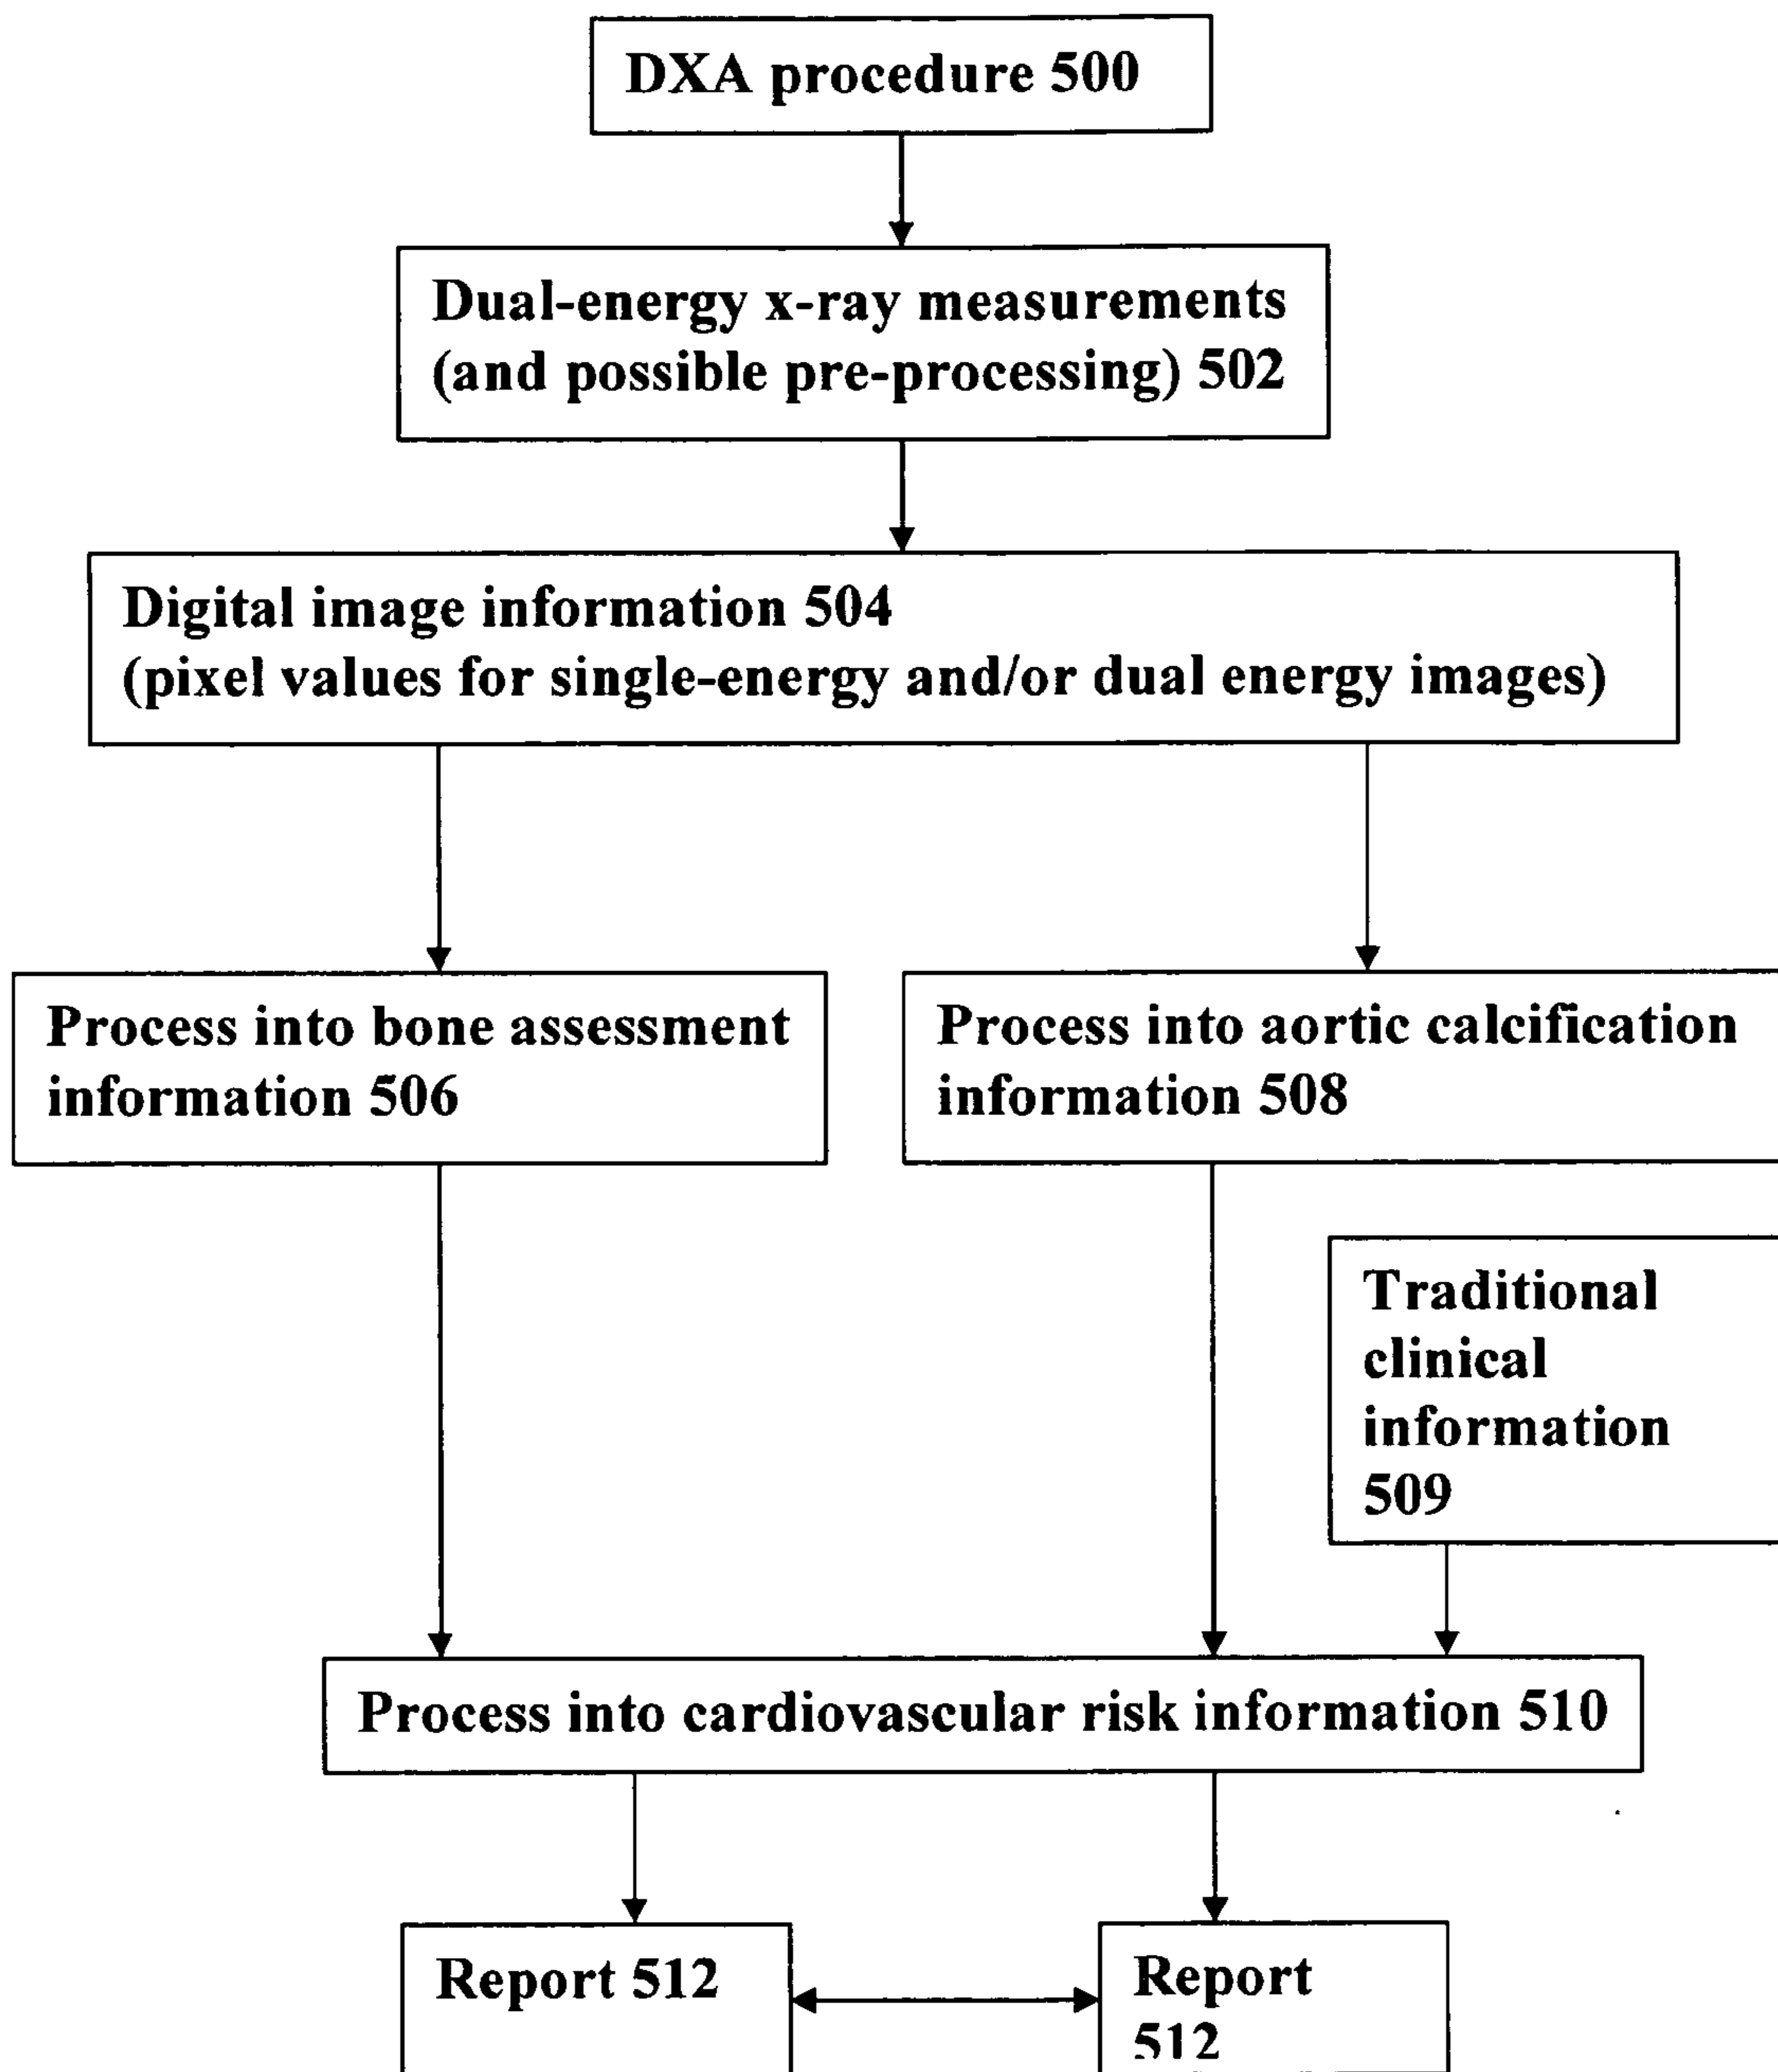 DXA procedure 500
Dual-energy x-ray measurements
(and possible pre-processing) 502
Digital image information 504
(pixel values for single-energy and/or dual energy images)
Process into bone assessment
information 506
Process into aortic calcification
information 508
Traditional
clinical
information
509
Process into cardiovascular risk information 510
Report 512
Report
512